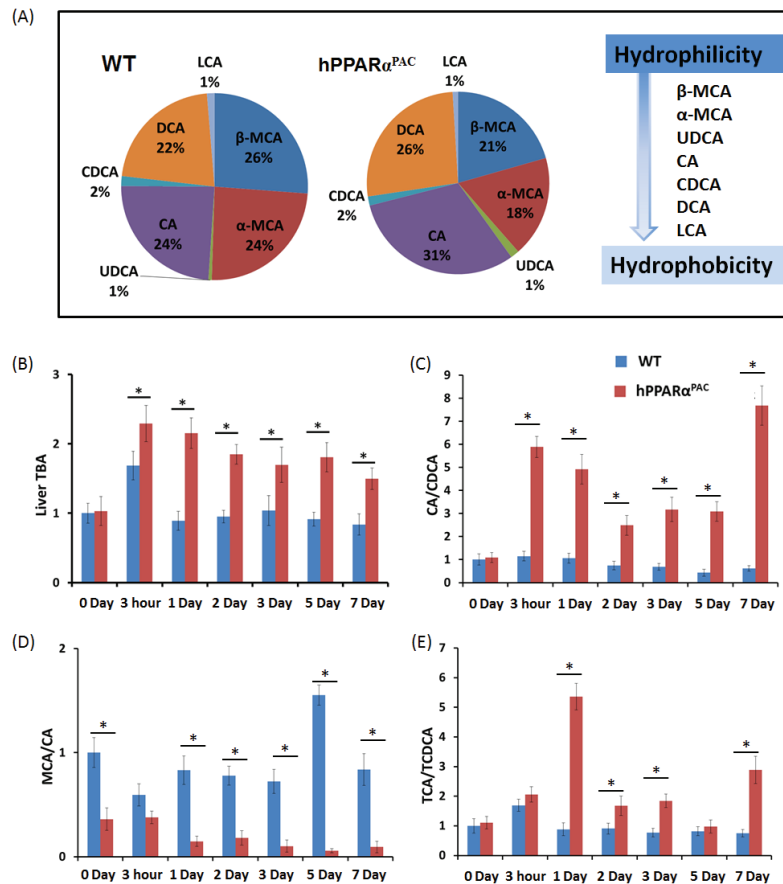 (A)
WT
LCA
1%
β-MCA
26%
α-MCA
24%
UDCA
1%
CA
24%
CDCA
2%
DCA
22%
hPPARα^PAC
LCA
1%
β-MCA
21%
α-MCA
18%
UDCA
1%
CA
31%
CDCA
2%
DCA
26%
Hydrophilicity
β-MCA
α-MCA
UDCA
CA
CDCA
DCA
LCA
Hydrophobicity
(B)
Liver TBA
3
2
1
0
* * * * * *
0 Day 3 hour 1 Day 2 Day 3 Day 5 Day 7 Day
(C)
WT
hPPARα^PAC
CA/CDCA
9
8
7
6
5
4
3
2
1
0
* * * * * *
0 Day 3 hour 1 Day 2 Day 3 Day 5 Day 7 Day
(D)
MCA/CA
2
1
0
* * * * * *
0 Day 3 hour 1 Day 2 Day 3 Day 5 Day 7 Day
(E)
TCA/TCDCA
7
6
5
4
3
2
1
0
* * * *
0 Day 3 hour 1 Day 2 Day 3 Day 5 Day 7 Day